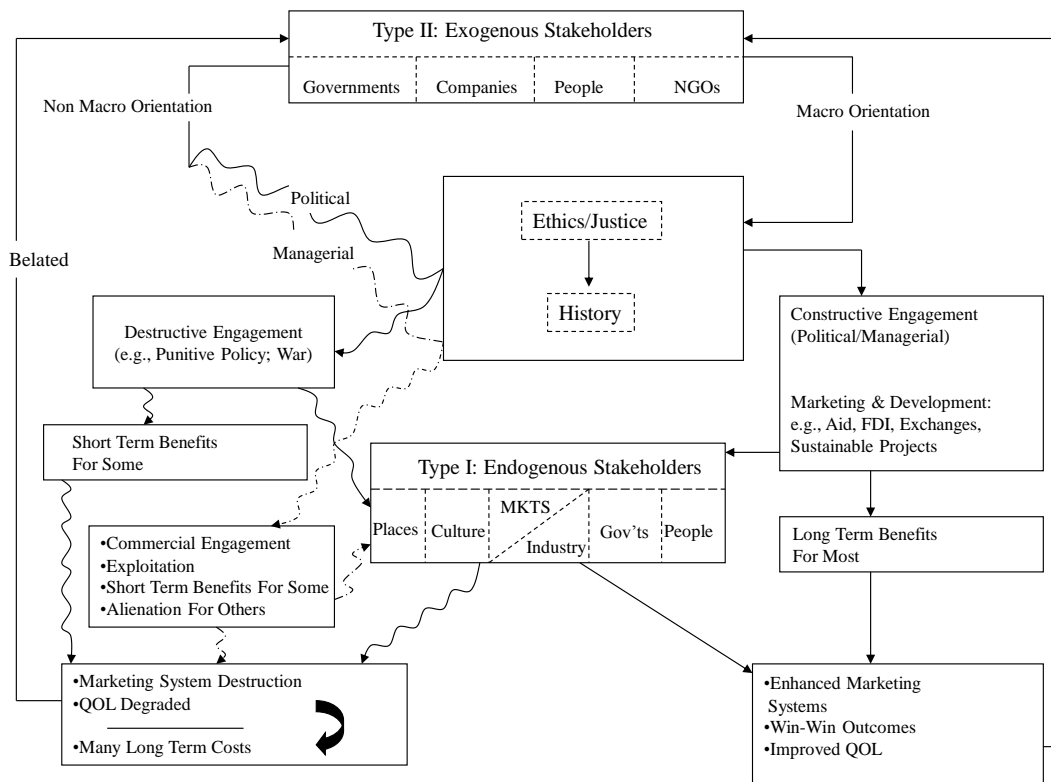 Type II: Exogenous Stakeholders
Governments
Companies
People
NGOs
Non Macro Orientation
Macro Orientation
Political
Managerial
Ethics/Justice
History
Belated
Destructive Engagement
(e.g., Punitive Policy; War)
Constructive Engagement
(Political/Managerial)
Marketing & Development:
e.g., Aid, FDI, Exchanges,
Sustainable Projects
Short Term Benefits
For Some
Type I: Endogenous Stakeholders
Places
Culture
MKTS
Industry
Gov'ts
People
•Commercial Engagement
•Exploitation
•Short Term Benefits For Some
•Alienation For Others
Long Term Benefits
For Most
•Marketing System Destruction
•QOL Degraded
•Many Long Term Costs
•Enhanced Marketing
Systems
•Win-Win Outcomes
•Improved QOL